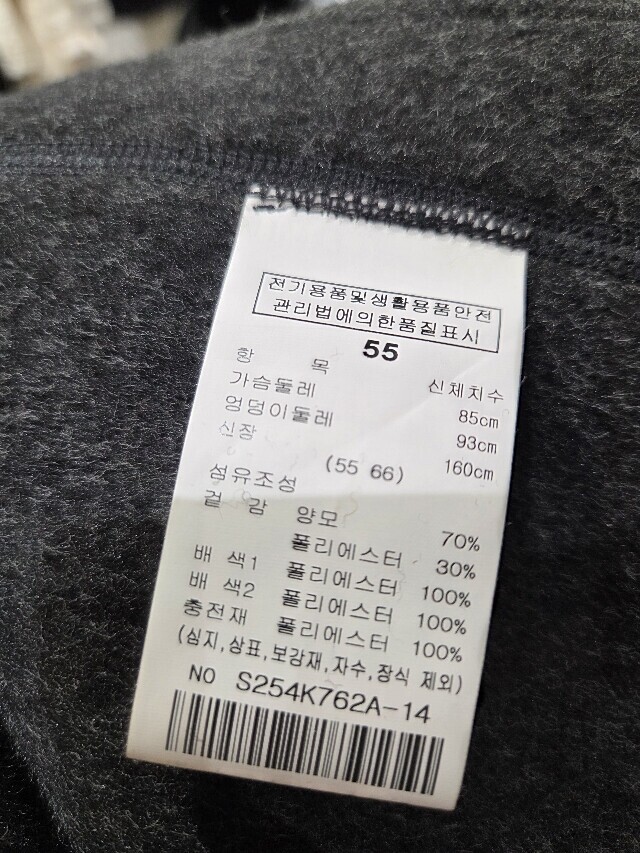 전기용품및생활용품안전
관리법에의한품질표시
55
항 목 신체치수
가슴둘레 85cm
엉덩이둘레 93cm
신장 160cm
(55 66)
섬유조성
겉 감 양모 70%
폴리에스터 30%
배 색1 폴리에스터 100%
배 색2 폴리에스터 100%
충전재 폴리에스터 100%
(심지,상표,보강재,자수,장식 제외)
NO S254K762A-14